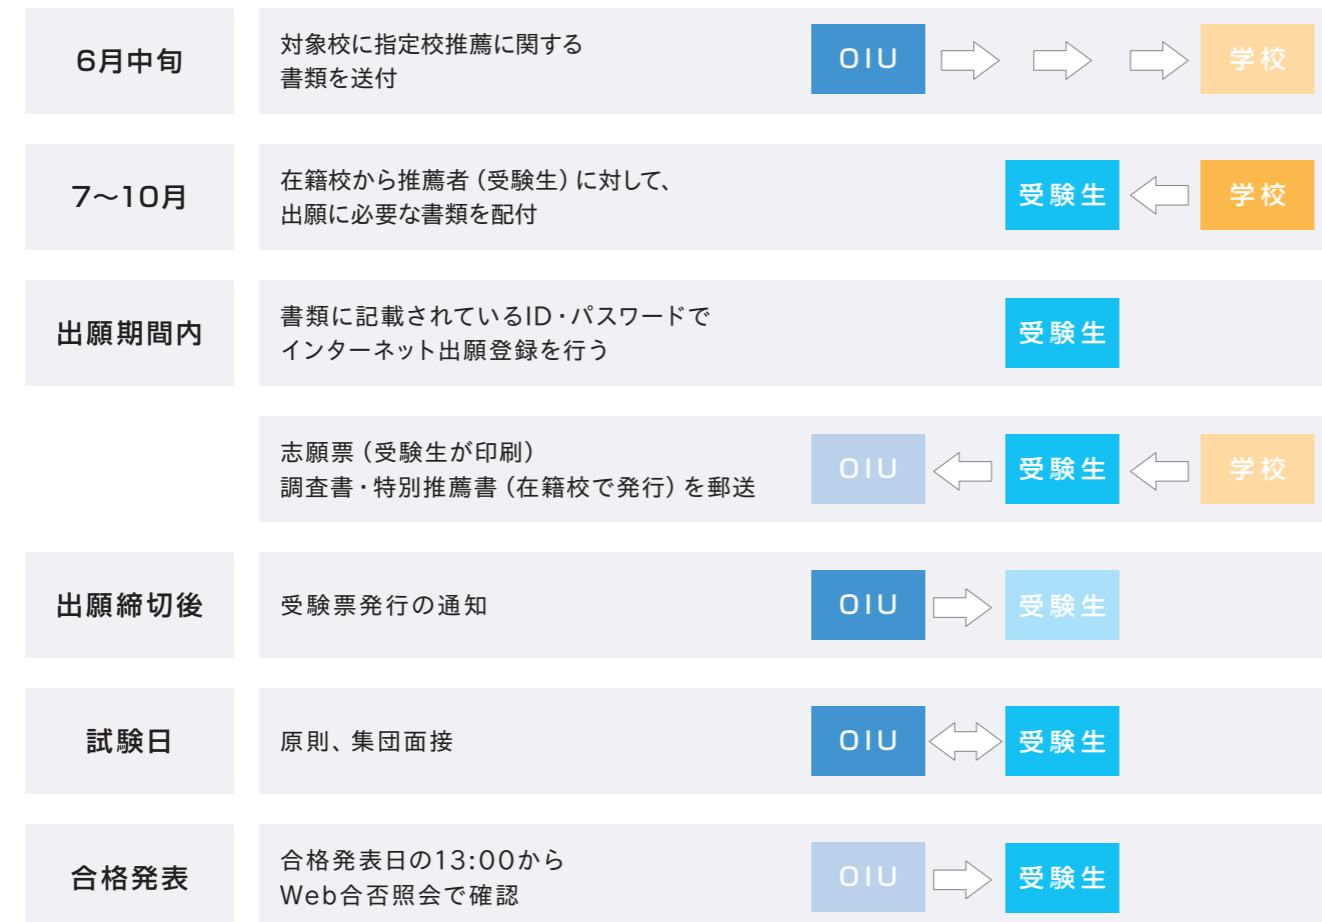 6月中旬
対象校に指定校推薦に関する
書類を送付
OIU
学校
7〜10月
在籍校から推薦者（受験生）に対して、
出願に必要な書類を配付
受験生
学校
出願期間内
書類に記載されているID・パスワードで
インターネット出願登録を行う
受験生
志願票（受験生が印刷）
調査書・特別推薦書（在籍校で発行）を郵送
OIU
受験生
学校
出願締切後
受験票発行の通知
OIU
受験生
試験日
原則、集団面接
OIU
受験生
合格発表
合格発表日の13:00から
Web合否照会で確認
OIU
受験生